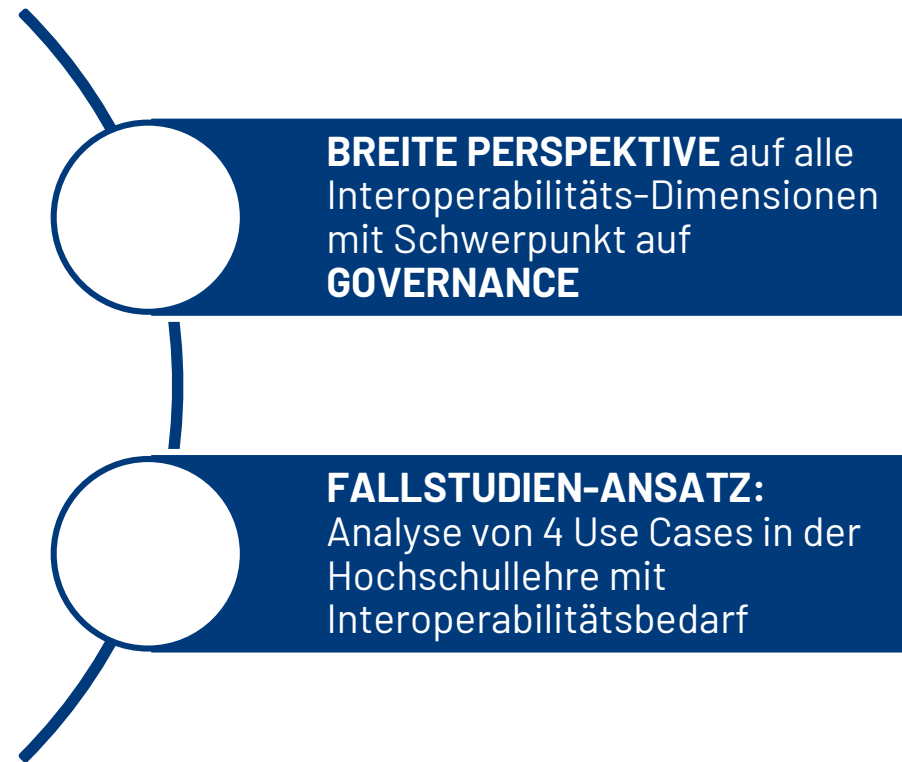 BREITE PERSPEKTIVE auf alle
Interoperabilitäts-Dimensionen
mit Schwerpunkt auf
GOVERNANCE
FALLSTUDIEN-ANSATZ:
Analyse von 4 Use Cases in der
Hochschullehre mit
Interoperabilitätsbedarf